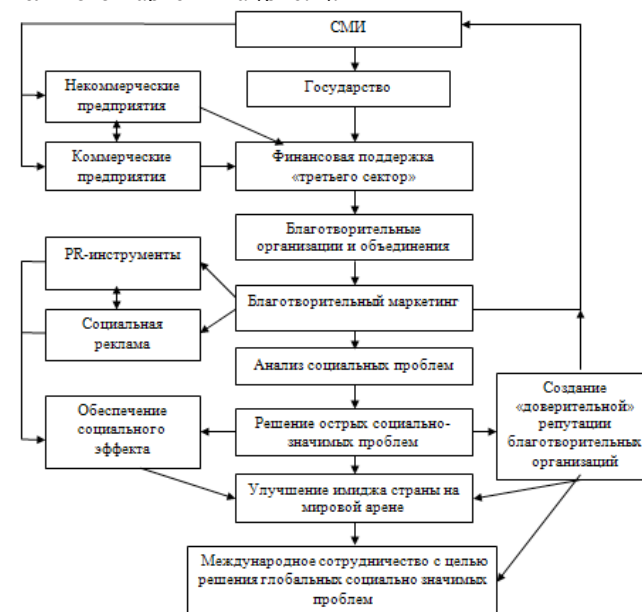 СМИ
Государство
Некоммерческие
предприятия
Коммерческие
предприятия
Финансовая поддержка
«третьего сектор»
Благотворительные
организации и объединения
PR-инструменты
Благотворительный маркетинг
Социальная
реклама
Анализ социальных проблем
Создание
«доверительной»
репутации
благотворительных
организаций
Обеспечение
социального
эффекта
Решение острых социально-
значимых проблем
Улучшение имиджа страны на
мировой арене
Международное сотрудничество с целью
решения глобальных социально значимых
проблем